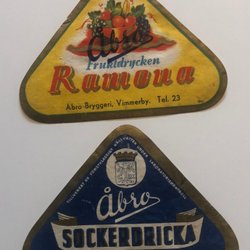 Åbro
Fruktdrycken
Ramona
Åbro Bryggeri, Vimmerby. Tel. 23
Åbro
SOCKERDRICKA